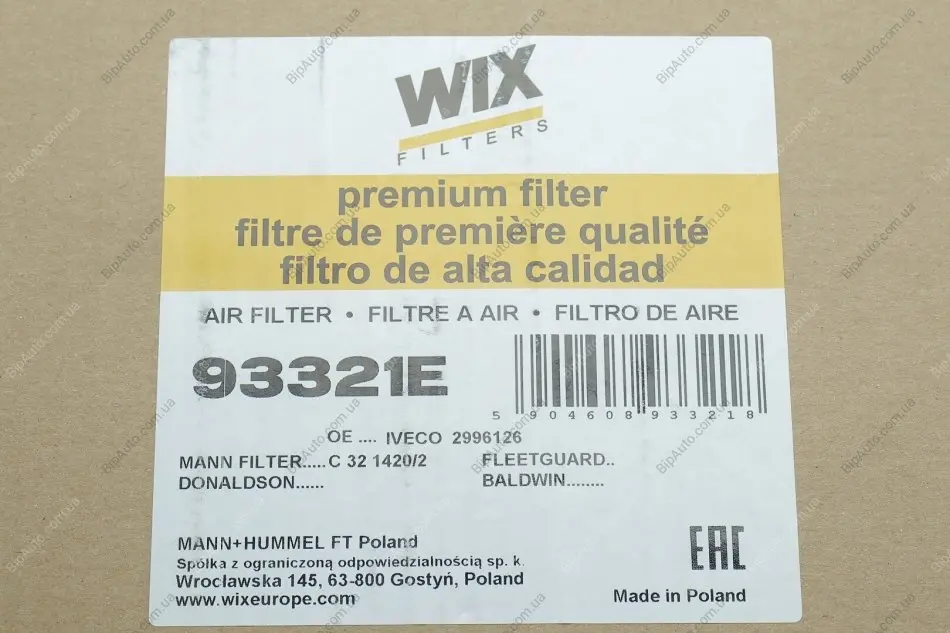 WIX
FILTERS
premium filter
filtre de première qualité
filtro de alta calidad
AIR FILTER • FILTRE A AIR • FILTRO DE AIRE
93321E
5 904608 933218
OE .... IVECO 2996126
MANN FILTER.....C 32 1420/2 FLEETGUARD..
DONALDSON...... BALDWIN........
MANN+HUMMEL FT Poland
Spółka z ograniczoną odpowiedzialnością sp. k.
Wrocławska 145, 63-800 Gostyń, Poland
www.wixeurope.com
EAC
Made in Poland
BipAuto.com.ua